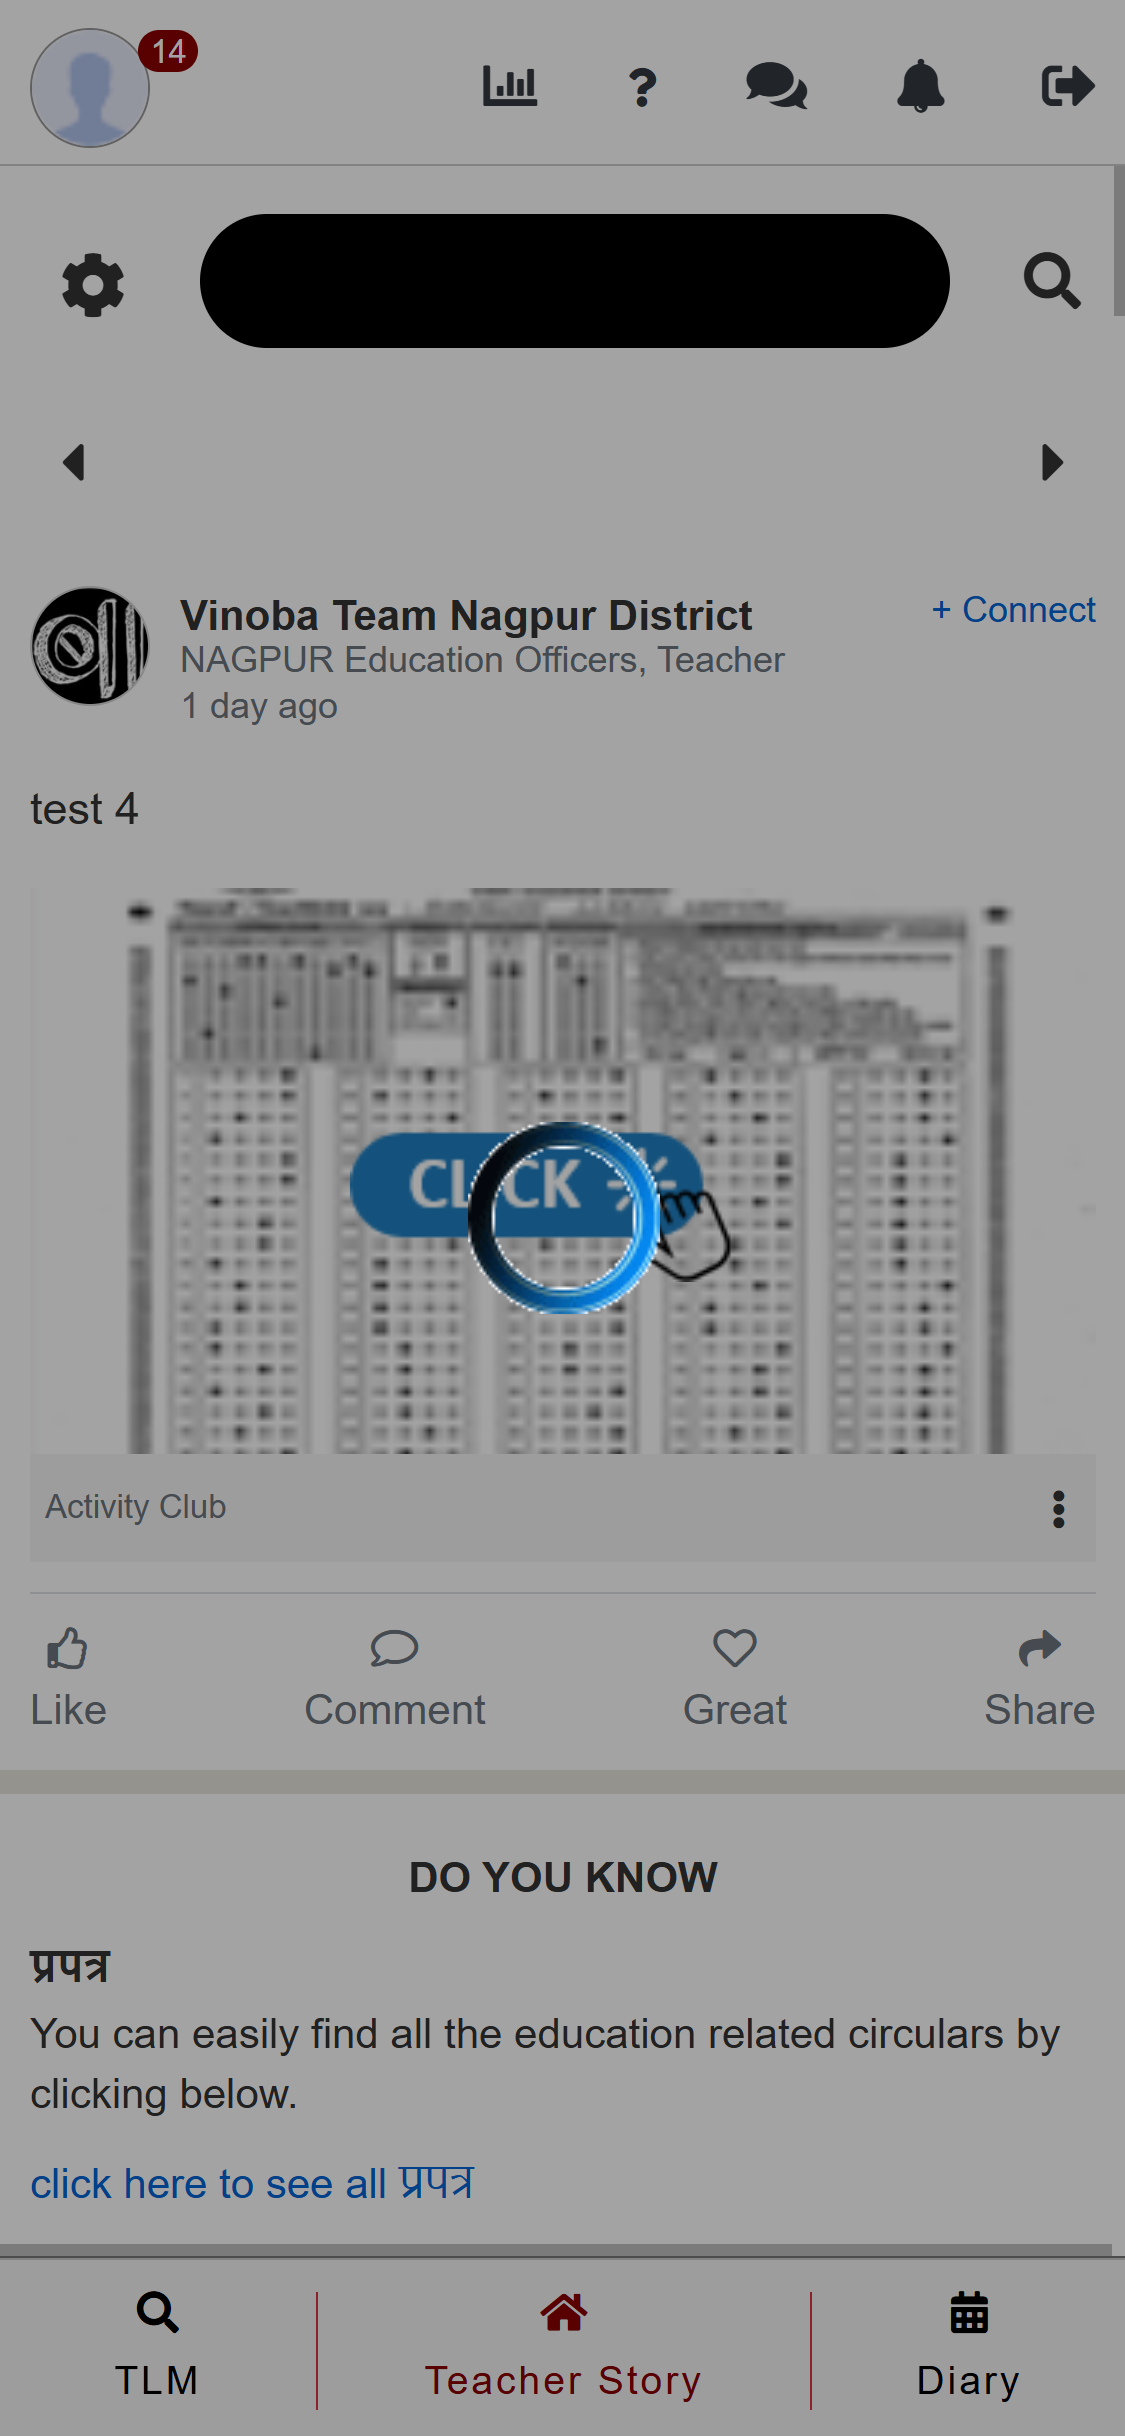 14
?
Vinoba Team Nagpur District
+ Connect
NAGPUR Education Officers, Teacher
1 day ago
test 4
CLICK
Activity Club
Like
Comment
Great
Share
DO YOU KNOW
प्रपत्र
You can easily find all the education related circulars by
clicking below.
click here to see all प्रपत्र
TLM
Teacher Story
Diary